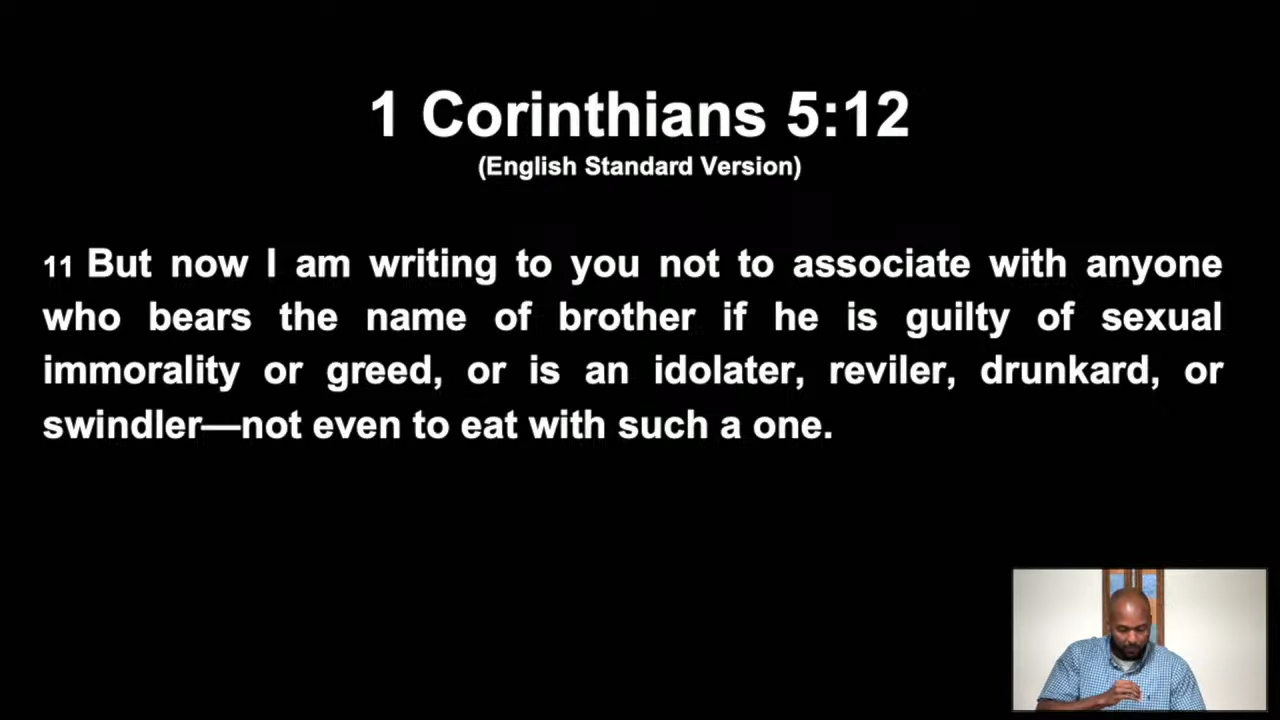 1 Corinthians 5:12
(English Standard Version)
11 But now I am writing to you not to associate with anyone
who bears the name of brother if he is guilty of sexual
immorality or greed, or is an idolater, reviler, drunkard, or
swindler—not even to eat with such a one.